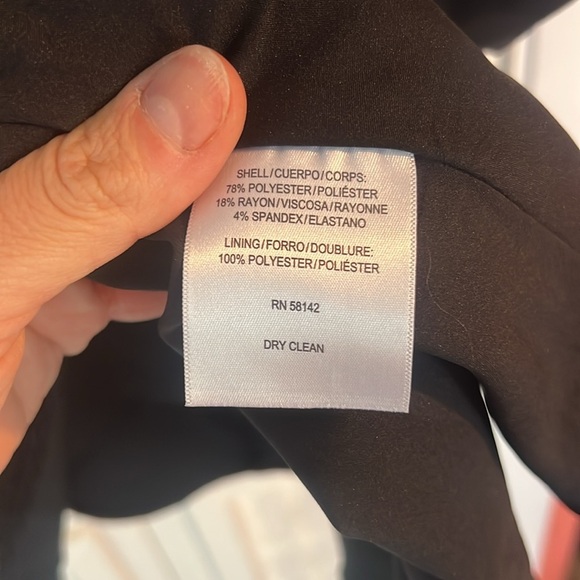 SHELL/CUERPO/CORPS:
78% POLYESTER/POLIÉSTER
18% RAYON/VISCOSA/RAYONNE
4% SPANDEX/ELASTANO
LINING/FORRO/DOUBLURE:
100% POLYESTER/POLIÉSTER
RN 58142
DRY CLEAN